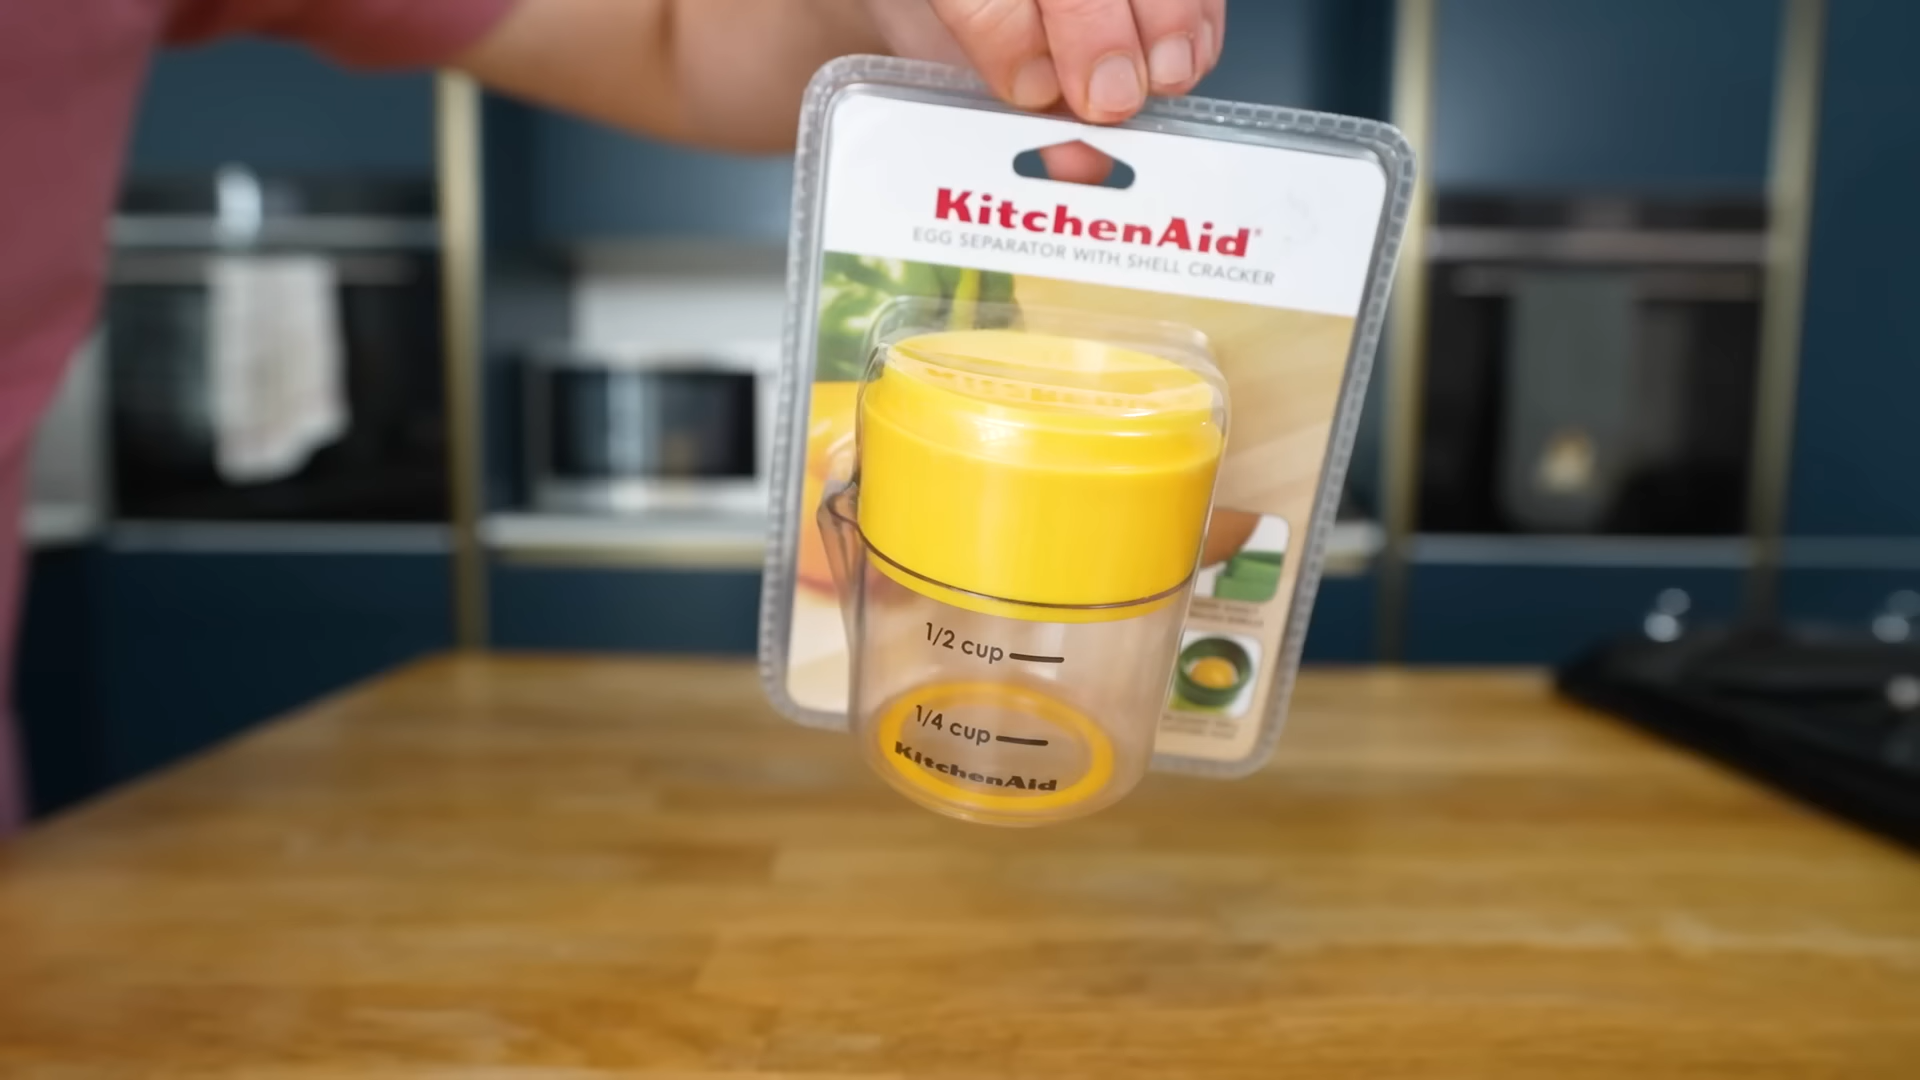 KitchenAid®
EGG SEPARATOR WITH SHELL CRACKER
1/2 cup
1/4 cup
KitchenAid